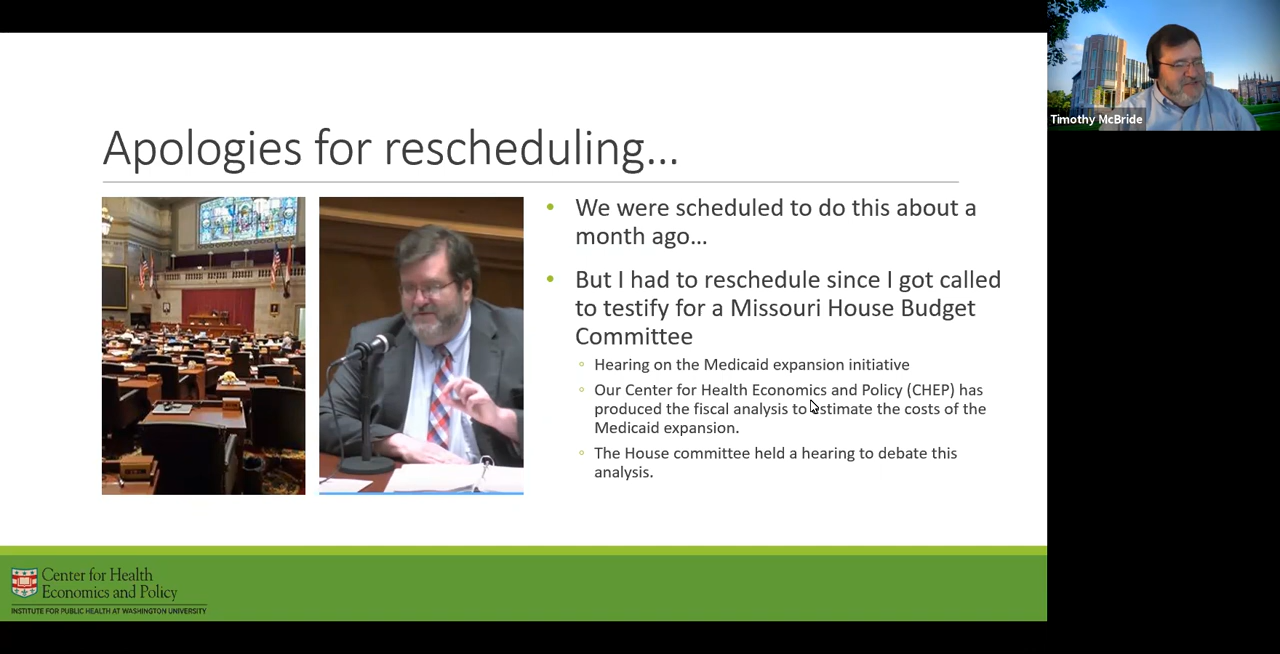 Apologies for rescheduling...
We were scheduled to do this about a
month ago...
But I had to reschedule since I got called
to testify for a Missouri House Budget
Committee
Hearing on the Medicaid expansion initiative
Our Center for Health Economics and Policy (CHEP) has
produced the fiscal analysis to estimate the costs of the
Medicaid expansion.
The House committee held a hearing to debate this
analysis.
Timothy McBride
Center for Health
Economics and Policy
INSTITUTE FOR PUBLIC HEALTH AT WASHINGTON UNIVERSITY